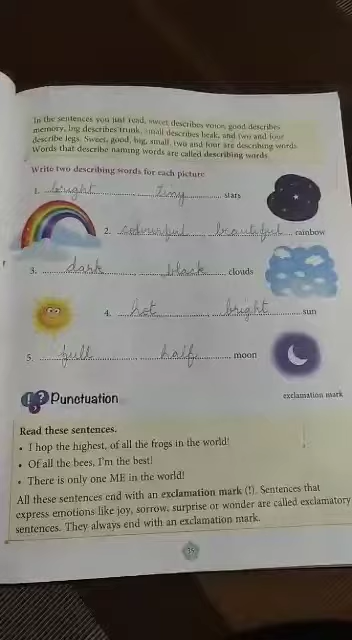 In the sentences you just read, sweet describes voice, good describes
memory, big describes trunk, small describes beak, and two and four
describe legs. Sweet, good, big, small, two and four are describing words.
Words that describe naming words are called describing words.
Write two describing words for each picture
1. bright tiny stars
2. colourful beautiful rainbow
3. dark black clouds
4. hot bright sun
5. full half moon
! ? Punctuation
exclamation mark
Read these sentences.
• I hop the highest, of all the frogs in the world!
• Of all the bees, I'm the best!
• There is only one ME in the world!
All these sentences end with an exclamation mark (!). Sentences that
express emotions like joy, sorrow, surprise or wonder are called exclamatory
sentences. They always end with an exclamation mark.